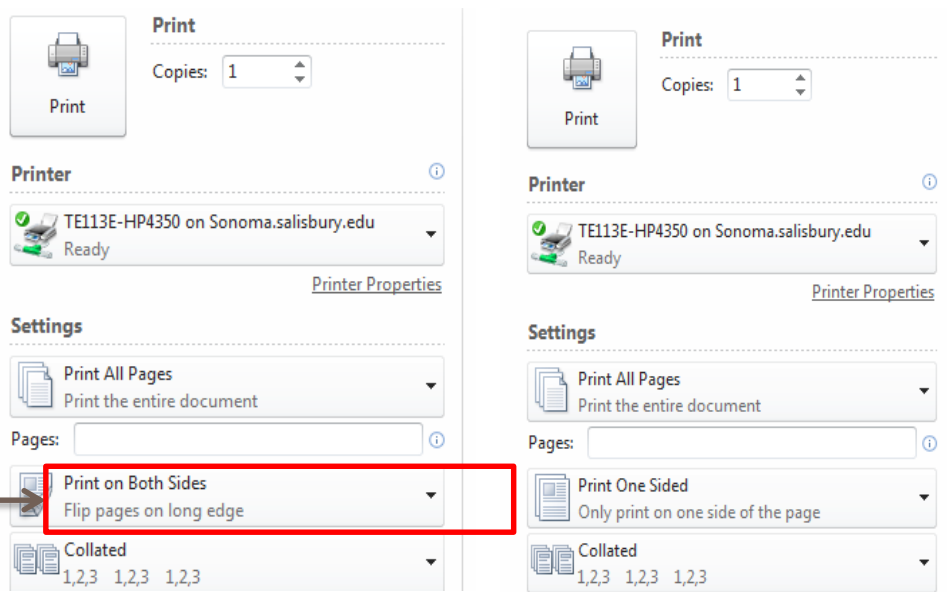 Print
Copies: 1
Print
Printer
TE113E-HP4350 on Sonoma.salisbury.edu
Ready
Printer Properties
Settings
Print All Pages
Print the entire document
Pages:
Print on Both Sides
Flip pages on long edge
Collated
1,2,3 1,2,3 1,2,3
Print
Copies: 1
Print
Printer
TE113E-HP4350 on Sonoma.salisbury.edu
Ready
Printer Properties
Settings
Print All Pages
Print the entire document
Pages:
Print One Sided
Only print on one side of the page
Collated
1,2,3 1,2,3 1,2,3